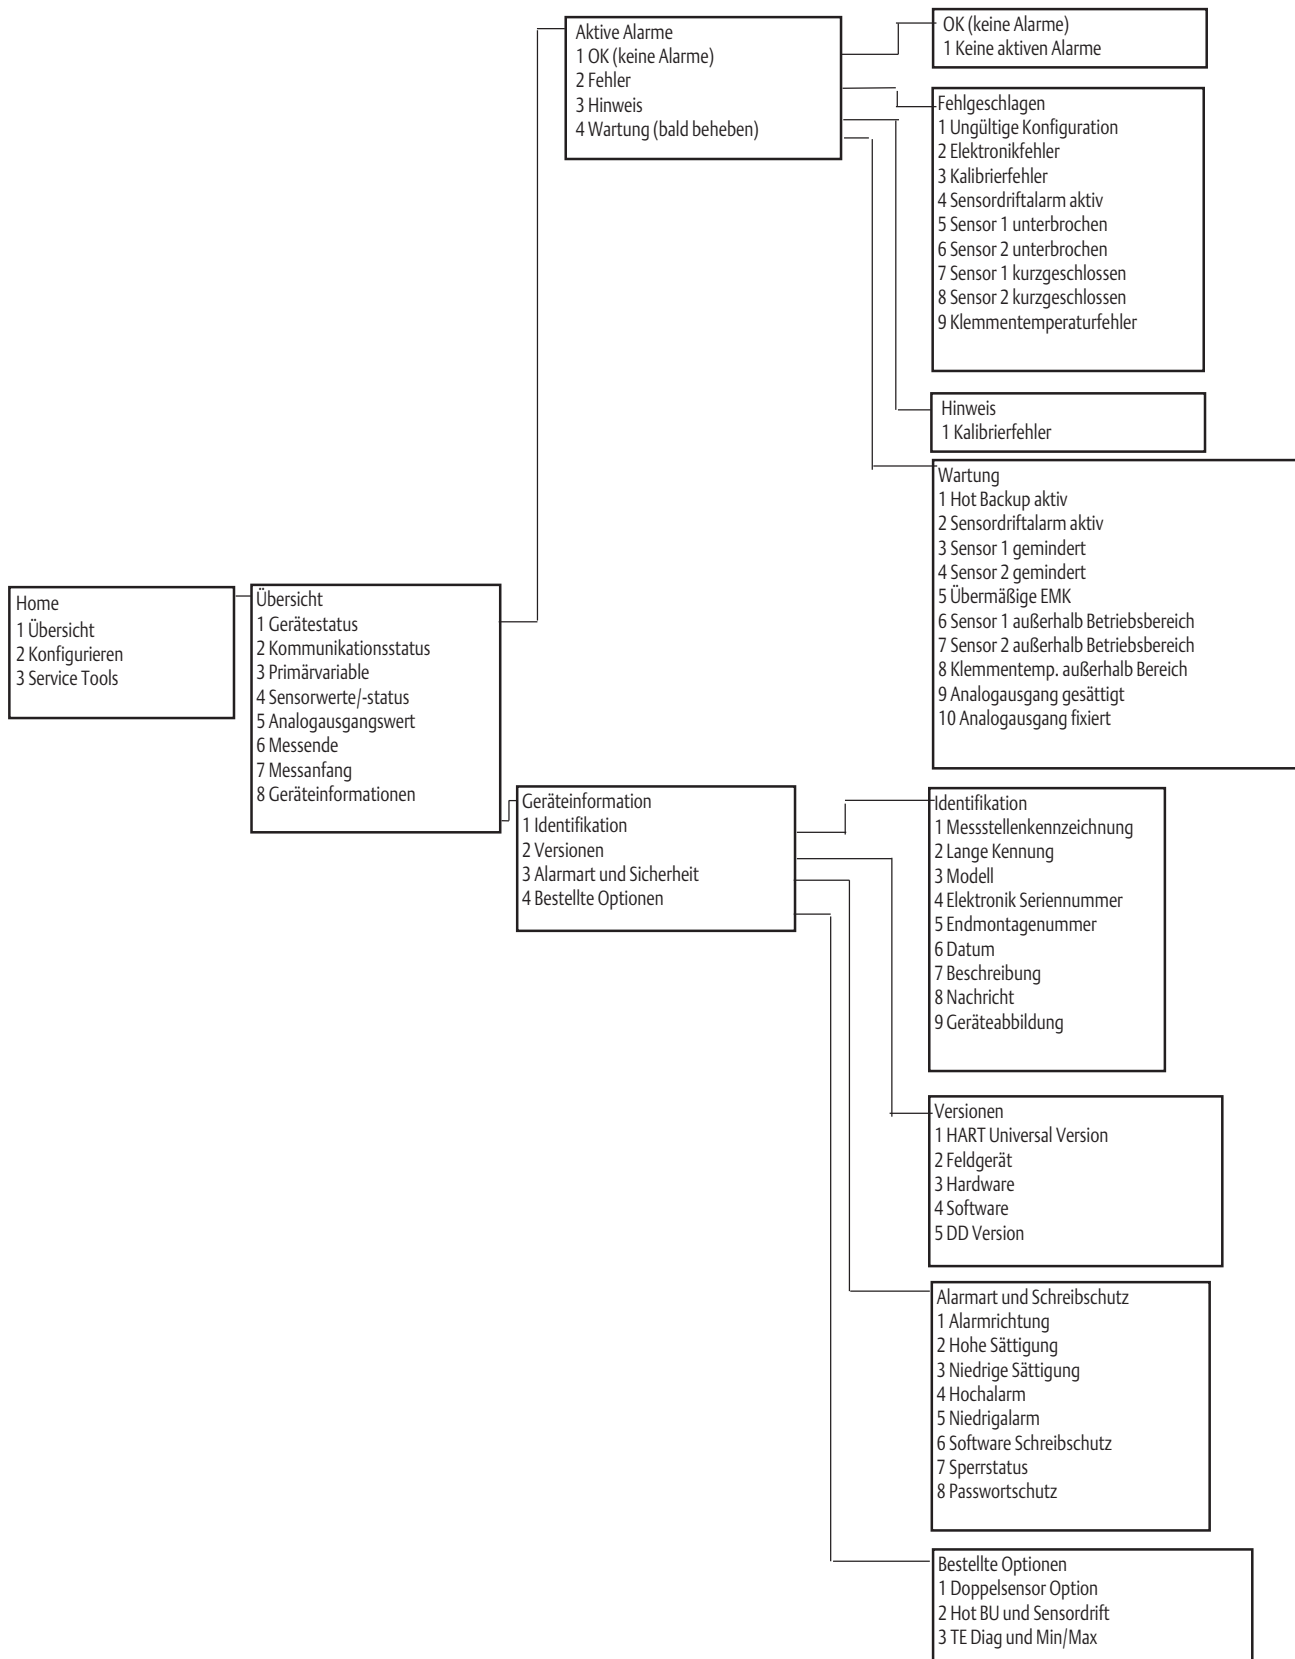 Home
1 Übersicht
2 Konfigurieren
3 Service Tools
Übersicht
1 Gerätestatus
2 Kommunikationsstatus
3 Primärvariable
4 Sensorwerte/-status
5 Analogausgangswert
6 Messende
7 Messanfang
8 Geräteinformationen
Aktive Alarme
1 OK (keine Alarme)
2 Fehler
3 Hinweis
4 Wartung (bald beheben)
OK (keine Alarme)
1 Keine aktiven Alarme
Fehlgeschlagen
1 Ungültige Konfiguration
2 Elektronikfehler
3 Kalibrierfehler
4 Sensordriftalarm aktiv
5 Sensor 1 unterbrochen
6 Sensor 2 unterbrochen
7 Sensor 1 kurzgeschlossen
8 Sensor 2 kurzgeschlossen
9 Klemmentemperaturfehler
Hinweis
1 Kalibrierfehler
Wartung
1 Hot Backup aktiv
2 Sensordriftalarm aktiv
3 Sensor 1 gemindert
4 Sensor 2 gemindert
5 Übermäßige EMK
6 Sensor 1 außerhalb Betriebsbereich
7 Sensor 2 außerhalb Betriebsbereich
8 Klemmentemp. außerhalb Bereich
9 Analogausgang gesättigt
10 Analogausgang fixiert
Geräteinformation
1 Identifikation
2 Versionen
3 Alarmart und Sicherheit
4 Bestellte Optionen
Identifikation
1 Messstellenkennzeichnung
2 Lange Kennung
3 Modell
4 Elektronik Seriennummer
5 Endmontagenummer
6 Datum
7 Beschreibung
8 Nachricht
9 Geräteabbildung
Versionen
1 HART Universal Version
2 Feldgerät
3 Hardware
4 Software
5 DD Version
Alarmart und Schreibschutz
1 Alarmrichtung
2 Hohe Sättigung
3 Niedrige Sättigung
4 Hochalarm
5 Niedrigalarm
6 Software Schreibschutz
7 Sperrstatus
8 Passwortschutz
Bestellte Optionen
1 Doppelsensor Option
2 Hot BU und Sensordrift
3 TE Diag und Min/Max